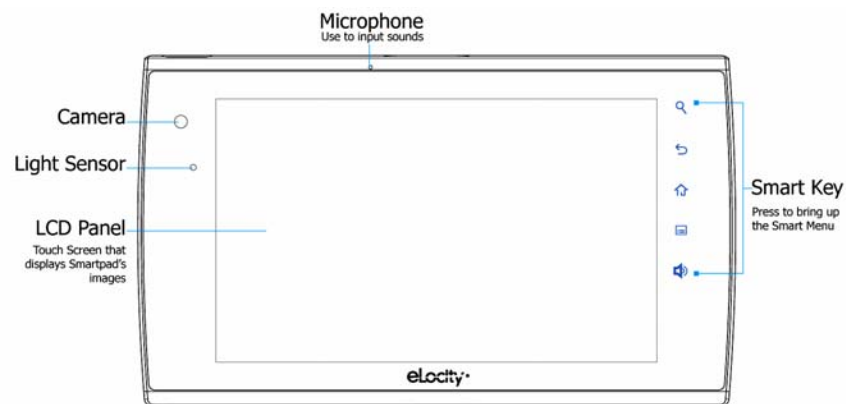 Microphone
Use to input sounds
Camera
Light Sensor
LCD Panel
Touch Screen that
displays Smartpad's
images
Smart Key
Press to bring up
the Smart Menu
eLocity